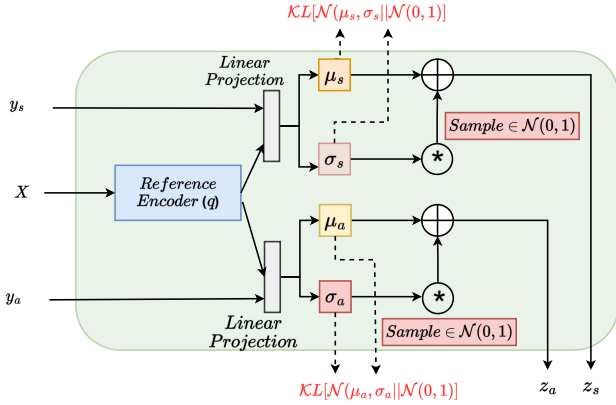 𝒦L[𝒩(μₛ, σₛ||𝒩(0, 1)]
Linear
Projection
μₛ
yₛ
Sample ∈ 𝒩(0, 1)
σₛ
*
X
Reference
Encoder (q)
μₐ
σₐ
*
yₐ
Linear
Projection
Sample ∈ 𝒩(0, 1)
𝒦L[𝒩(μₐ, σₐ||𝒩(0, 1)]
zₐ
zₛ